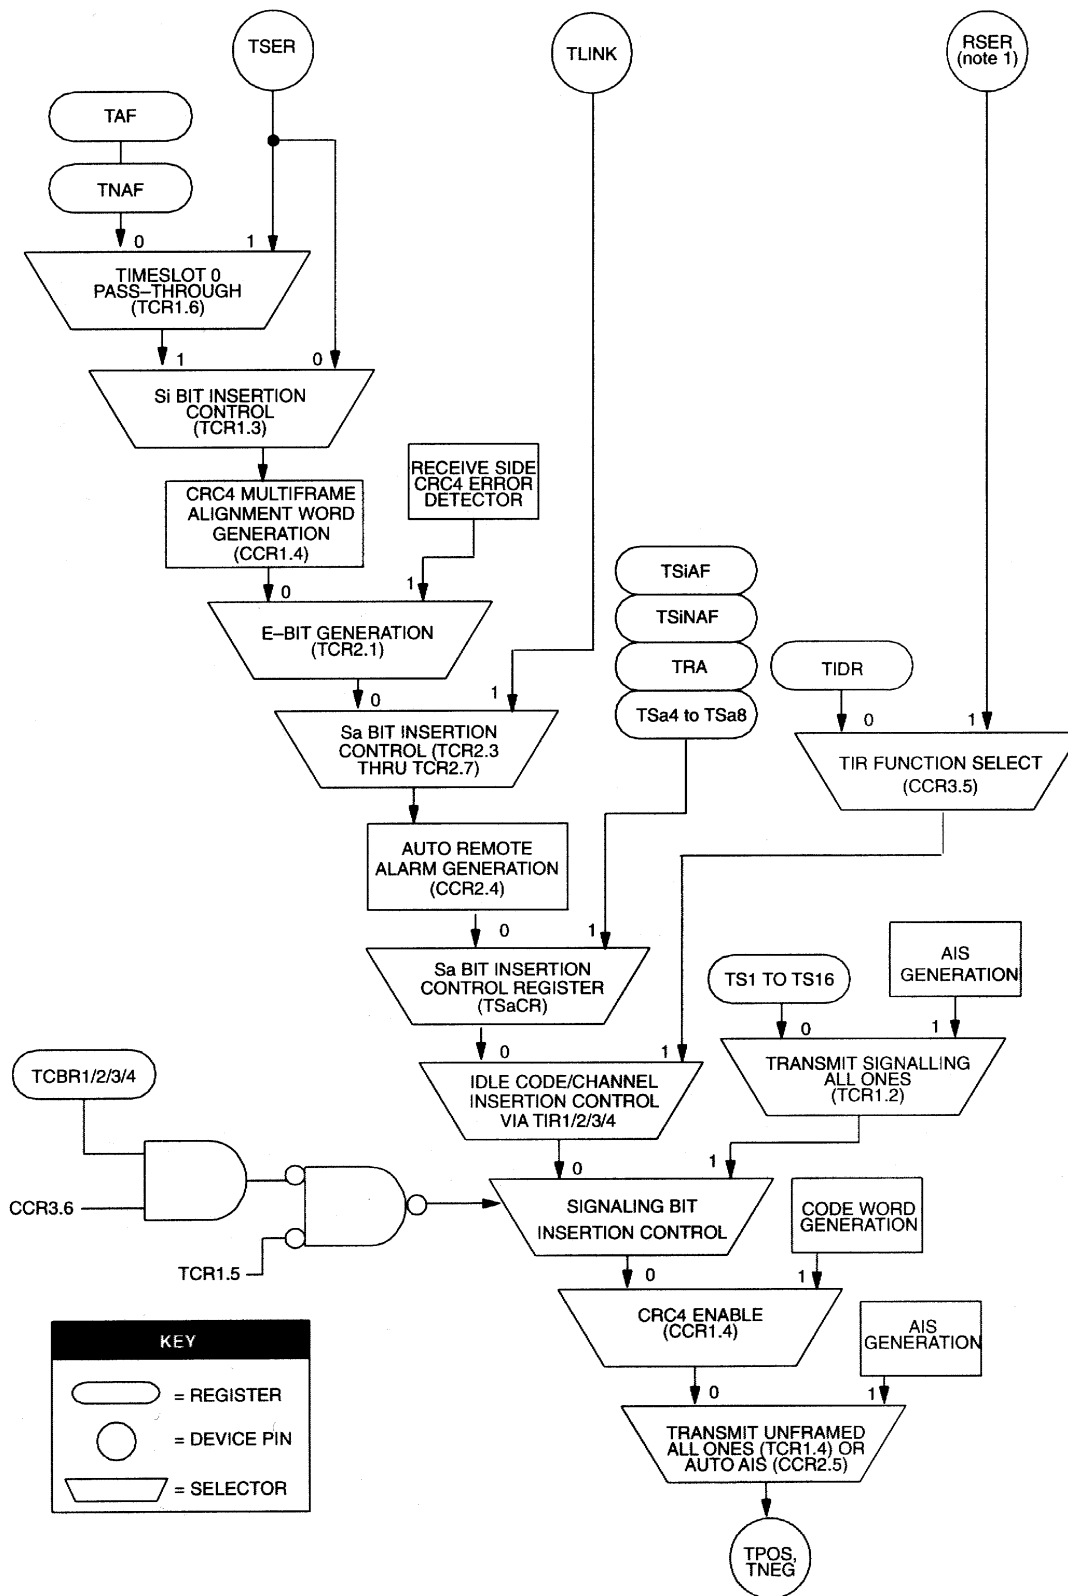 TSER
TLINK
RSER
(note 1)
TAF
TNAF
0
1
TIMESLOT 0
PASS–THROUGH
(TCR1.6)
1
0
Si BIT INSERTION
CONTROL
(TCR1.3)
RECEIVE SIDE
CRC4 ERROR
DETECTOR
CRC4 MULTIFRAME
ALIGNMENT WORD
GENERATION
(CCR1.4)
0
1
E–BIT GENERATION
(TCR2.1)
TSiAF
TSiNAF
TRA
TSa4 to TSa8
TIDR
0
1
Sa BIT INSERTION
CONTROL (TCR2.3
THRU TCR2.7)
0
1
TIR FUNCTION SELECT
(CCR3.5)
AUTO REMOTE
ALARM GENERATION
(CCR2.4)
0
1
Sa BIT INSERTION
CONTROL REGISTER
(TSaCR)
TS1 TO TS16
AIS
GENERATION
0
1
TRANSMIT SIGNALLING
ALL ONES
(TCR1.2)
0
1
IDLE CODE/CHANNEL
INSERTION CONTROL
VIA TIR1/2/3/4
TCBR1/2/3/4
CCR3.6
TCR1.5
0
1
SIGNALING BIT
INSERTION CONTROL
CODE WORD
GENERATION
0
1
CRC4 ENABLE
(CCR1.4)
AIS
GENERATION
0
1
TRANSMIT UNFRAMED
ALL ONES (TCR1.4) OR
AUTO AIS (CCR2.5)
TPOS,
TNEG
KEY
= REGISTER
= DEVICE PIN
= SELECTOR